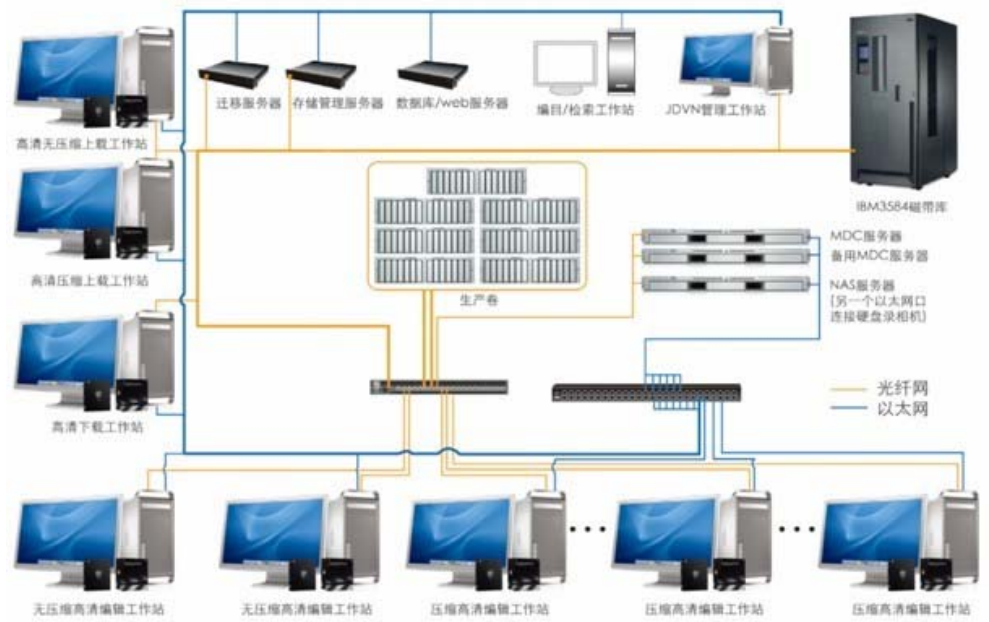 迁移服务器
存储管理服务器
数据库/web服务器
编目/检索工作站
JDVN管理工作站
高清无压缩上载工作站
IBM3584磁带库
高清压缩上载工作站
生产卷
MDC服务器
备用MDC服务器
NAS服务器
[另一个以太网口
连接硬盘录相机]
光纤网
以太网
高清下载工作站
无压缩高清编辑工作站
无压缩高清编辑工作站
压缩高清编辑工作站
压缩高清编辑工作站
压缩高清编辑工作站